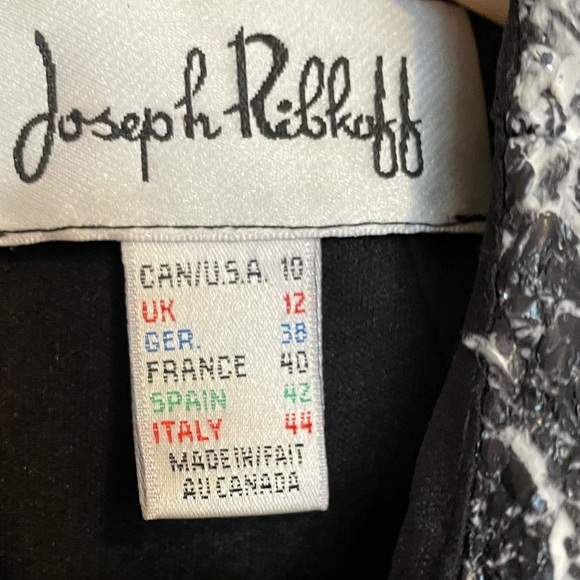 Joseph Ribkoff
CAN/U.S.A. 10
UK 12
GER. 38
FRANCE 40
SPAIN 42
ITALY 44
MADE IN/FAIT
AU CANADA